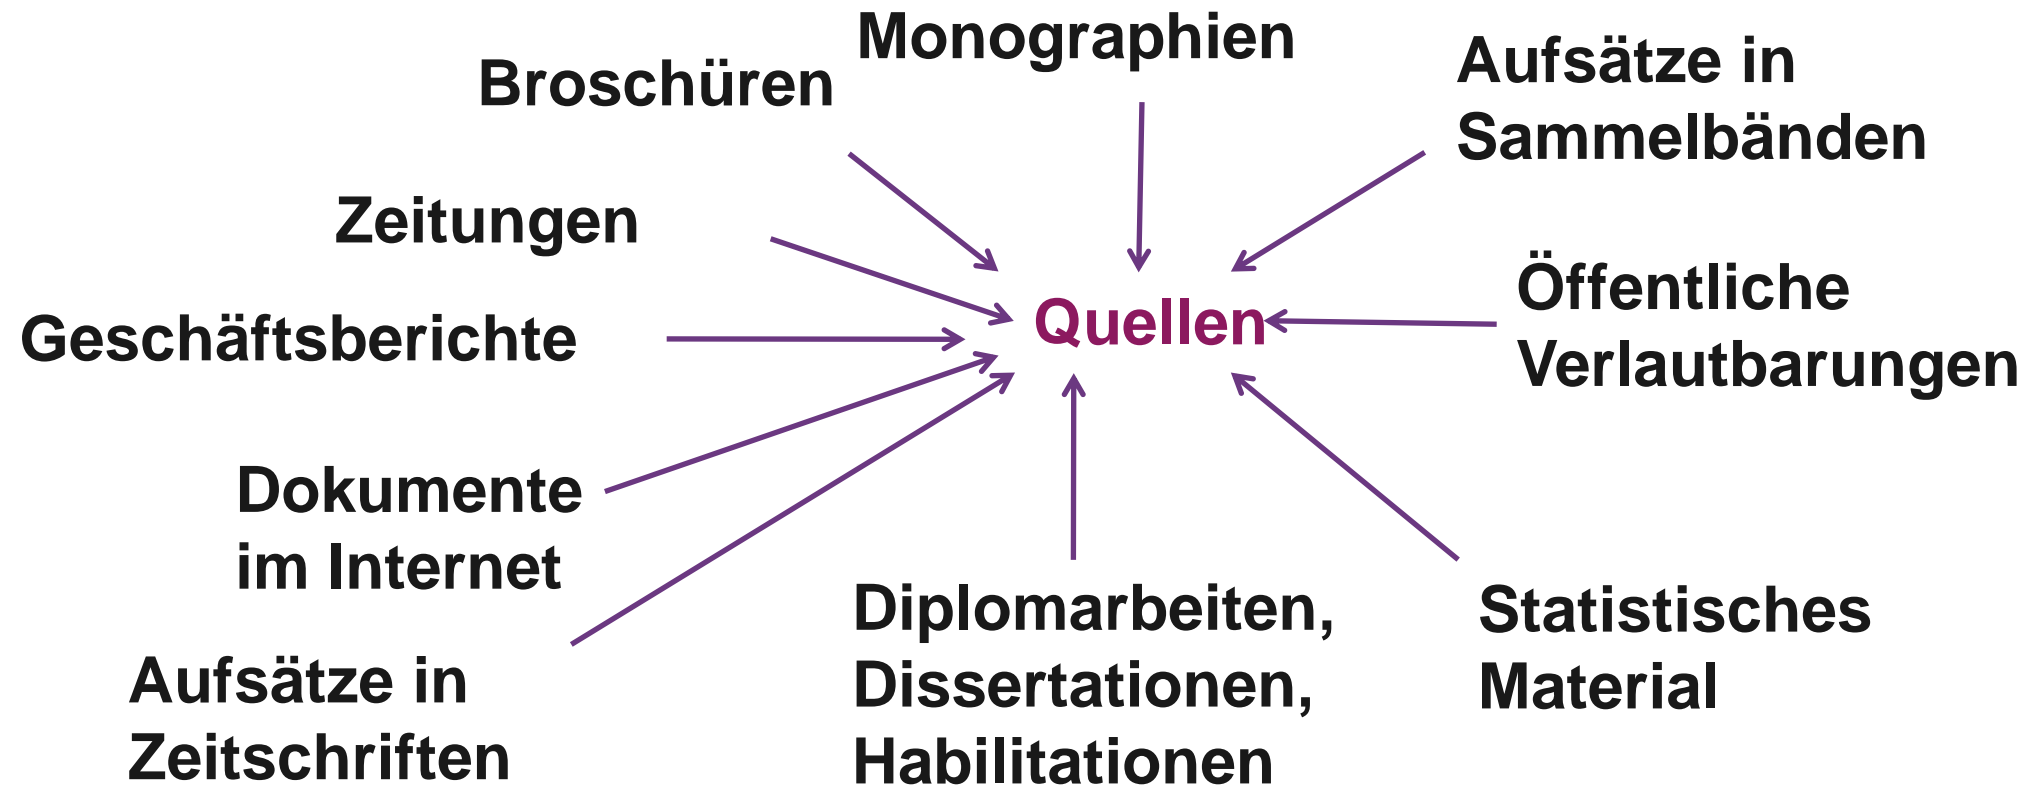 Monographien
Broschüren
Aufsätze in
Sammelbänden
Zeitungen
Öffentliche
Verlautbarungen
Quellen
Geschäftsberichte
Dokumente
im Internet
Aufsätze in
Zeitschriften
Diplomarbeiten,
Dissertationen,
Habilitationen
Statistisches
Material